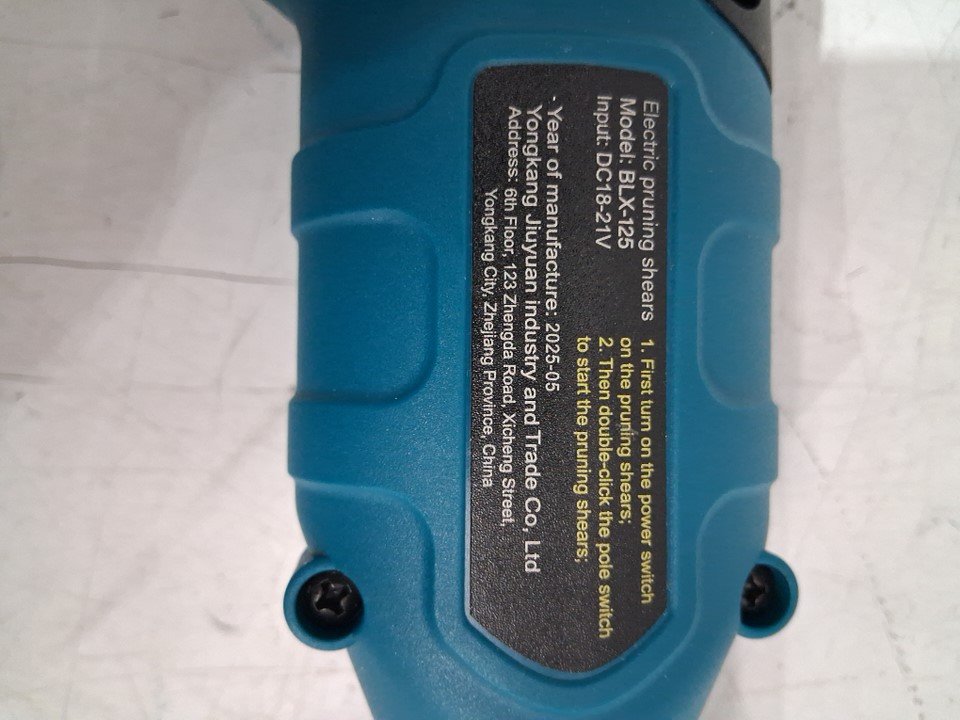 Electric pruning shears
Model: BLX-125
Input: DC18-21V
1. First turn on the power switch
on the pruning shears;
2. Then double-click the pole switch
to start the pruning shears;
· Year of manufacture: 2025-05
Yongkang Jiuyuan industry and Trade Co, Ltd
Address: 6th Floor, 123 Zhengda Road, Xicheng Street,
Yongkang City, Zhejiang Province, China